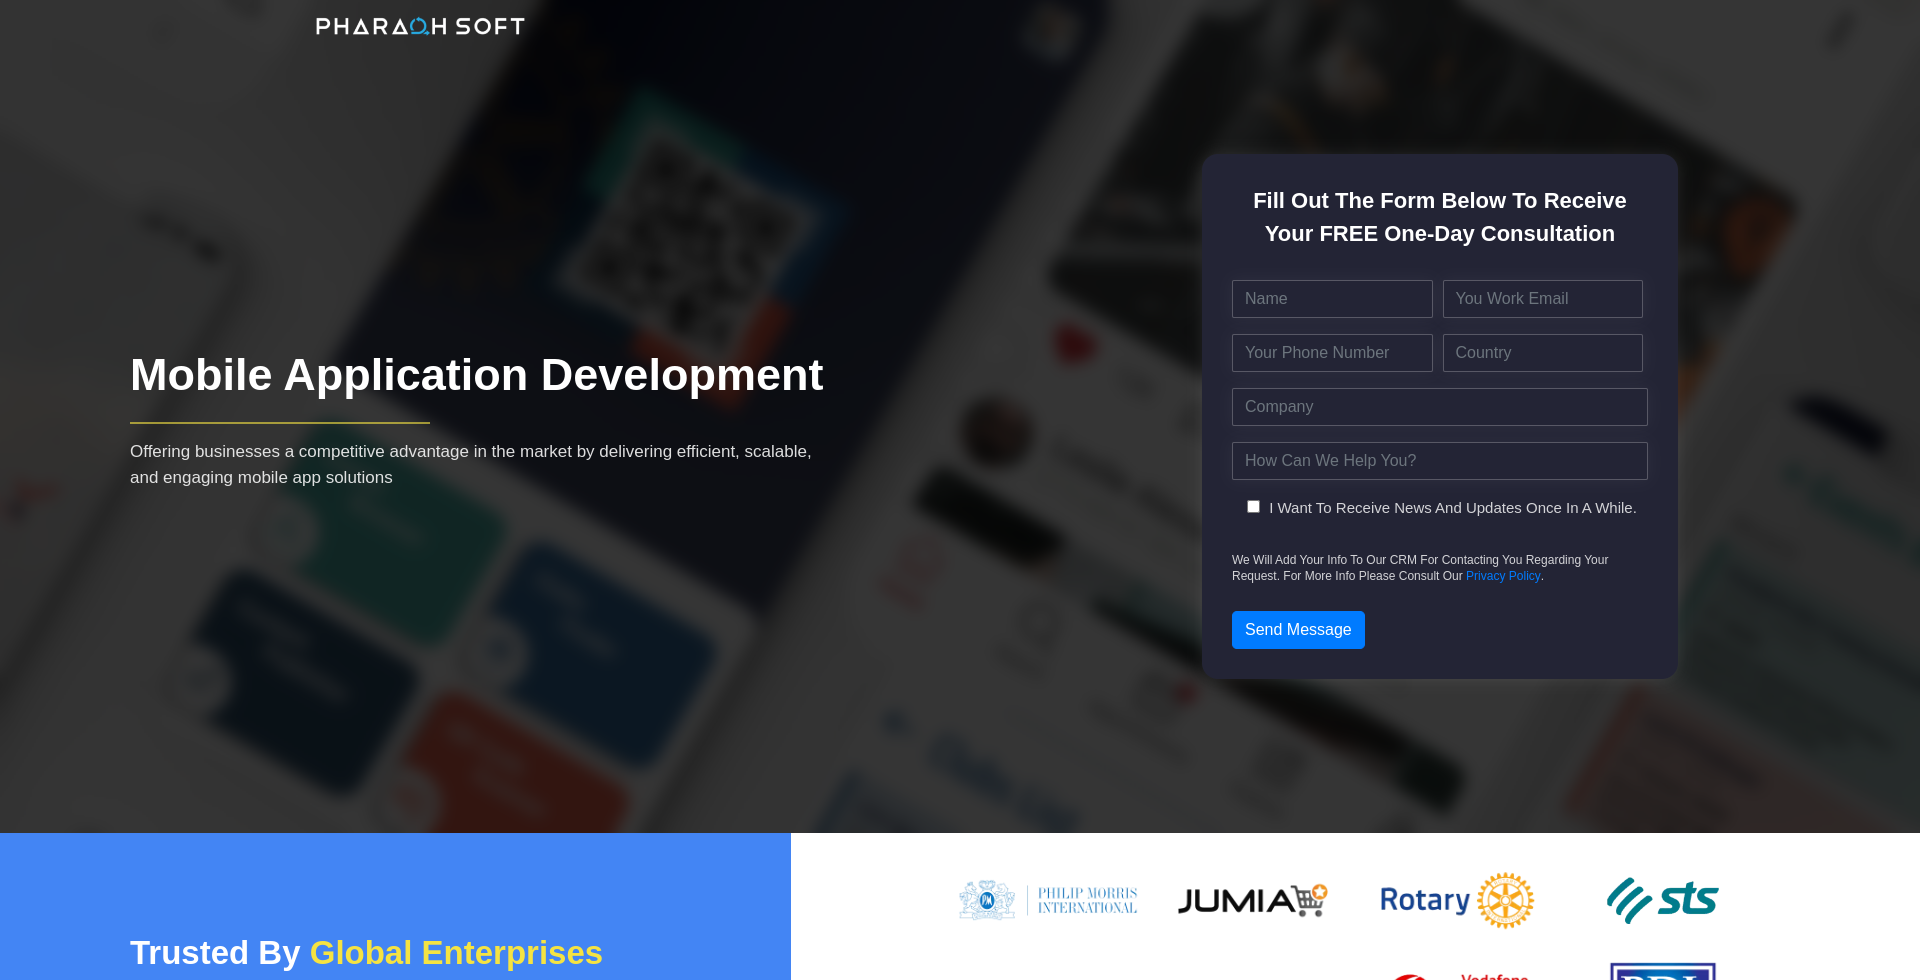 PHARAOH SOFT
Fill Out The Form Below To Receive
Your FREE One-Day Consultation
Name
You Work Email
Your Phone Number
Country
Company
How Can We Help You?
I Want To Receive News And Updates Once In A While.
We Will Add Your Info To Our CRM For Contacting You Regarding Your
Request. For More Info Please Consult Our Privacy Policy.
Send Message
Mobile Application Development
Offering businesses a competitive advantage in the market by delivering efficient, scalable,
and engaging mobile app solutions
Trusted By Global Enterprises
PM
PHILIP MORRIS
INTERNATIONAL
JUMIA
Rotary
sts
Vodafone